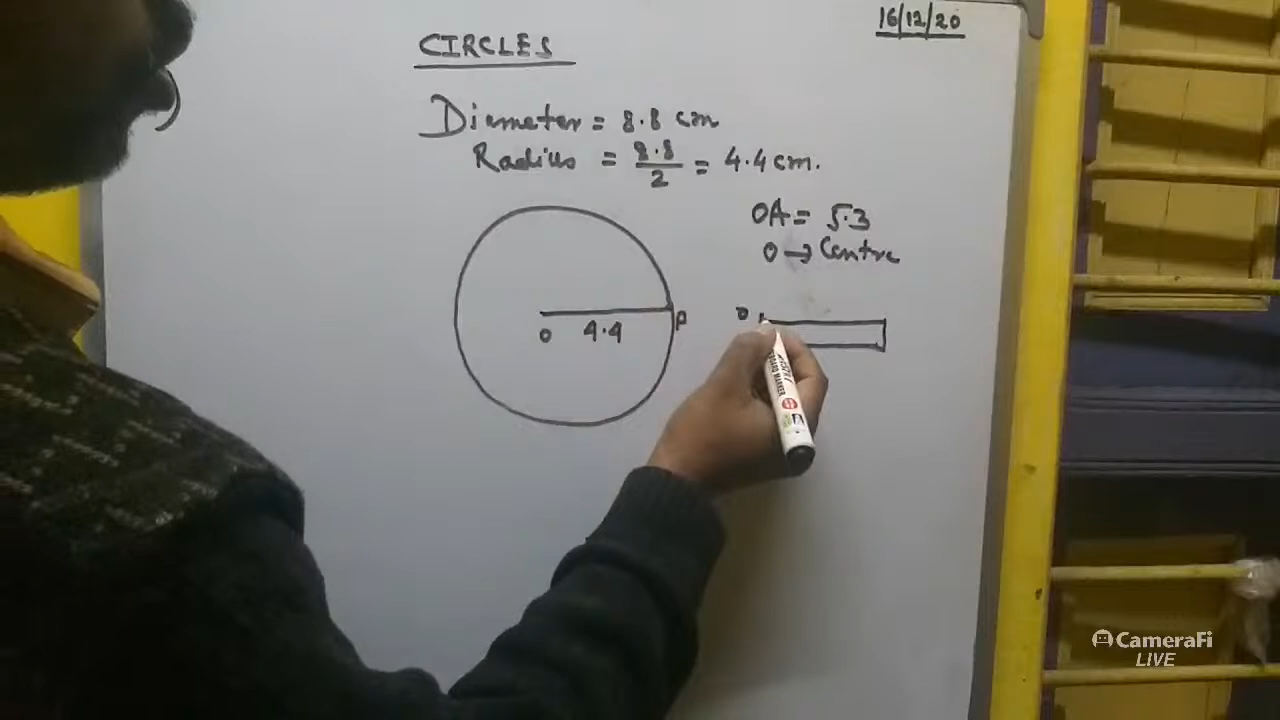 16/12/20
CIRCLES
Diameter = 8.8 cm
Radius = 8.8/2 = 4.4 cm.
OA = 5.3
O → Centre
O 4.4 P
O
CameraFi
LIVE